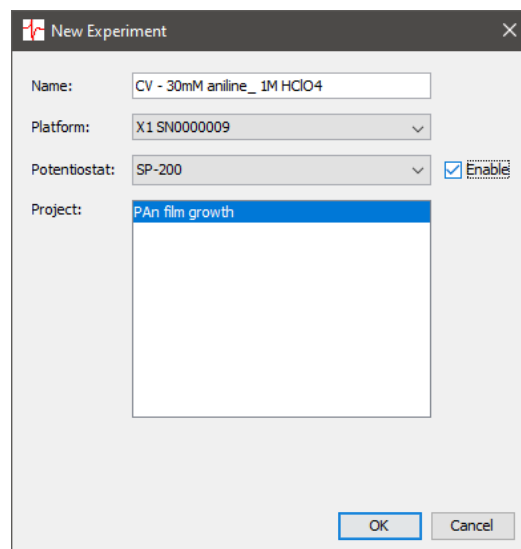 New Experiment
Name: CV - 30mM aniline_ 1M HClO4
Platform: X1 SN0000009
Potentiostat: SP-200 Enable
Project: PAn film growth
OK Cancel